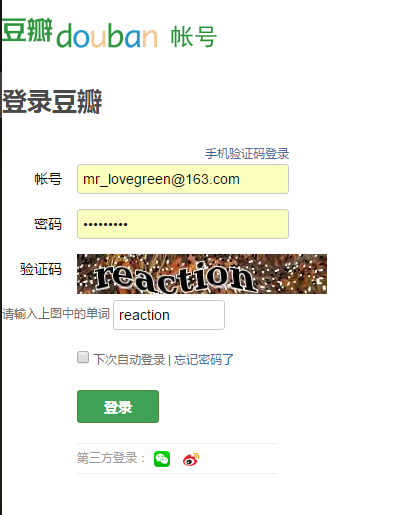 豆瓣 douban 帐号
登录豆瓣
手机验证码登录
帐号 mr_lovegreen@163.com
密码 •••••••••
验证码 reaction
请输入上图中的单词 reaction
下次自动登录 | 忘记密码了
登录
第三方登录：